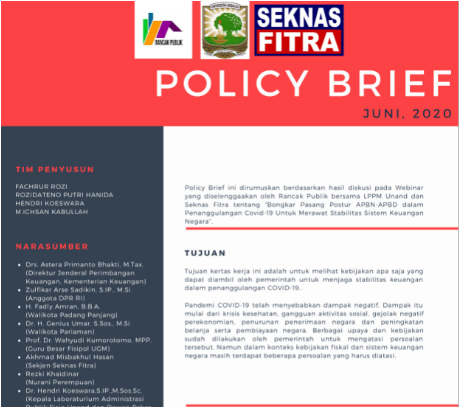 RANCAK PUBLIK
SEKNAS
FITRA
POLICY BRIEF
JUNI, 2020
TIM PENYUSUN
FACHRUR ROZI
ROZIDATENO PUTRI HANIDA
HENDRI KOESWARA
M.ICHSAN KABULLAH
NARASUMBER
Drs. Astera Primanto Bhakti, M.Tax.
(Direktur Jenderal Perimbangan
Keuangan, Kementerian Keuangan)
Zulfikar Arse Sadikin, S.IP., M.Si
(Anggota DPR RI)
H. Fadly Amran, B.B.A.
(Walikota Padang Panjang)
Dr. H. Genius Umar, S.Sos., M.Si
(Walikota Pariaman)
Prof. Dr. Wahyudi Kumorotomo, MPP.
(Guru Besar Fisipol UGM)
Akhmad Misbakhul Hasan
(Sekjen Seknas Fitra)
Rezki Khaidinar
(Nurani Perempuan)
Dr. Hendri Koeswara.S.IP.,M.Sos.Sc.
(Kepala Laboratorium Administrasi
Policy Brief ini dirumuskan berdasarkan hasil diskusi pada Webinar
yang diselenggaakan oleh Rancak Publik bersama LPPM Unand dan
Seknas Fitra tentang "Bongkar Pasang Postur APBN-APBD dalam
Penanggulangan Covid-19 Untuk Merawat Stabilitas Sistem Keuangan
Negara".
TUJUAN
Tujuan kertas kerja ini adalah untuk melihat kebijakan apa saja yang
dapat diambil oleh pemerintah untuk menjaga stabilitas keuangan
dalam penanggulangan COVID-19.
Pandemi COVID-19 telah menyebabkan dampak negatif. Dampak itu
mulai dari krisis kesehatan, gangguan aktivitas sosial, gejolak negatif
perekonomian, penurunan penerimaan negara dan peningkatan
belanja serta pembiayaan negara. Berbagai upaya dan kebijakan
sudah dilakukan oleh pemerintah untuk mengatasi persoalan
tersebut. Namun dalam konteks kebijakan fiskal dan sistem keuangan
negara masih terdapat beberapa persoalan yang harus diatasi.